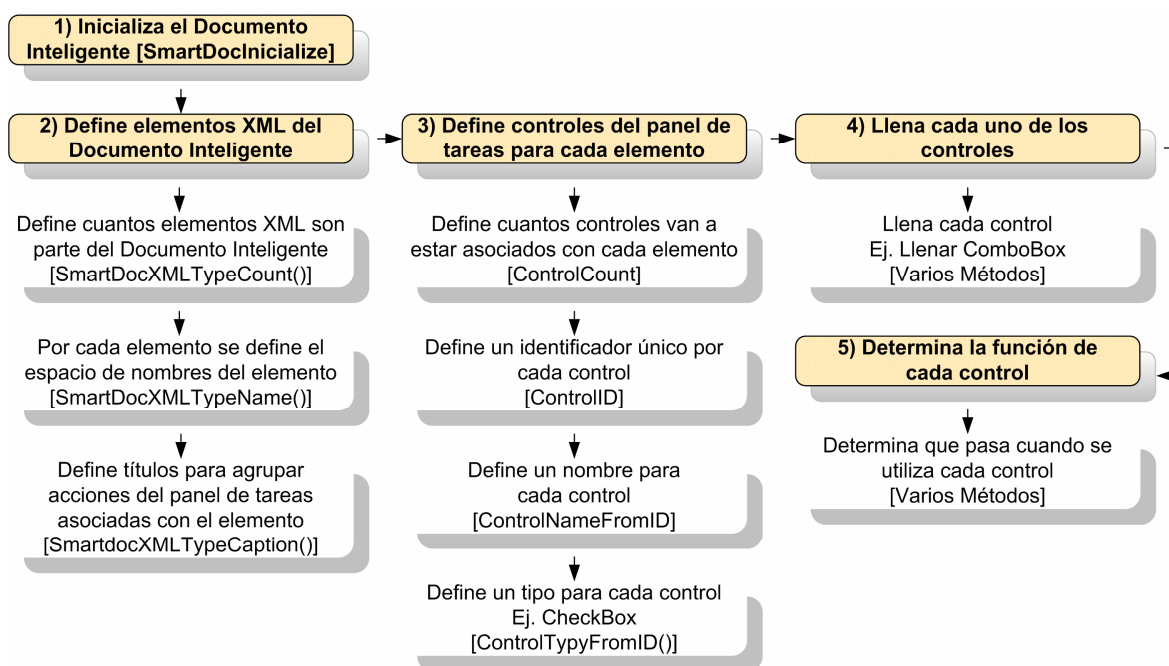 1) Inicializa el Documento
Inteligente [SmartDocInicialize]
2) Define elementos XML del
Documento Inteligente
Define cuantos elementos XML son
parte del Documento Inteligente
[SmartDocXMLTypeCount()]
Por cada elemento se define el
espacio de nombres del elemento
[SmartDocXMLTypeName()]
Define títulos para agrupar
acciones del panel de tareas
asociadas con el elemento
[SmartdocXMLTypeCaption()]
3) Define controles del panel de
tareas para cada elemento
Define cuantos controles van a
estar asociados con cada elemento
[ControlCount]
Define un identificador único por
cada control
[ControlID]
Define un nombre para
cada control
[ControlNameFromID]
Define un tipo para cada control
Ej. CheckBox
[ControlTypyFromID()]
4) Llena cada uno de los
controles
Llena cada control
Ej. Llenar ComboBox
[Varios Métodos]
5) Determina la función de
cada control
Determina que pasa cuando se
utiliza cada control
[Varios Métodos]